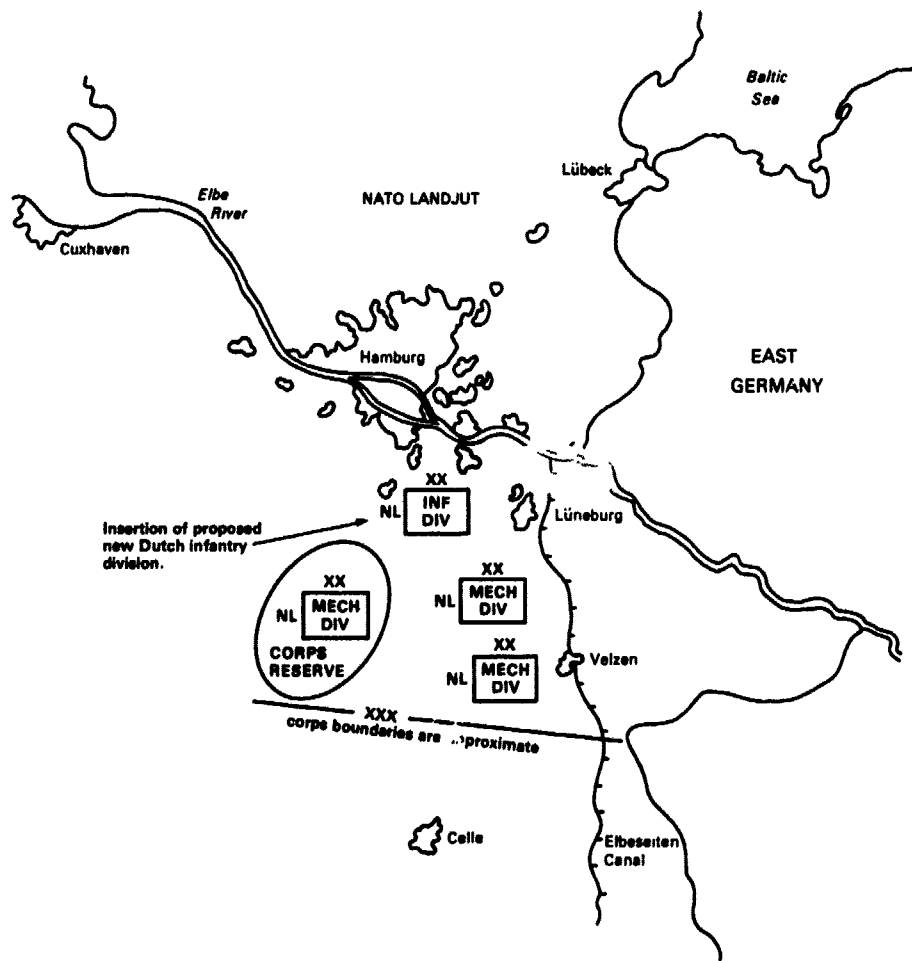 Baltic
Sea
Lübeck
NATO LANDJUT
Elbe
River
Cuxhaven
Hamburg
EAST
GERMANY
XX
NL
INF
DIV
Lüneburg
Insertion of proposed
new Dutch infantry
division.
XX
NL
MECH
DIV
CORPS
RESERVE
XX
NL
MECH
DIV
XX
NL
MECH
DIV
Velzen
XXX
corps boundaries are
Celle
Elbeseiten
Canal